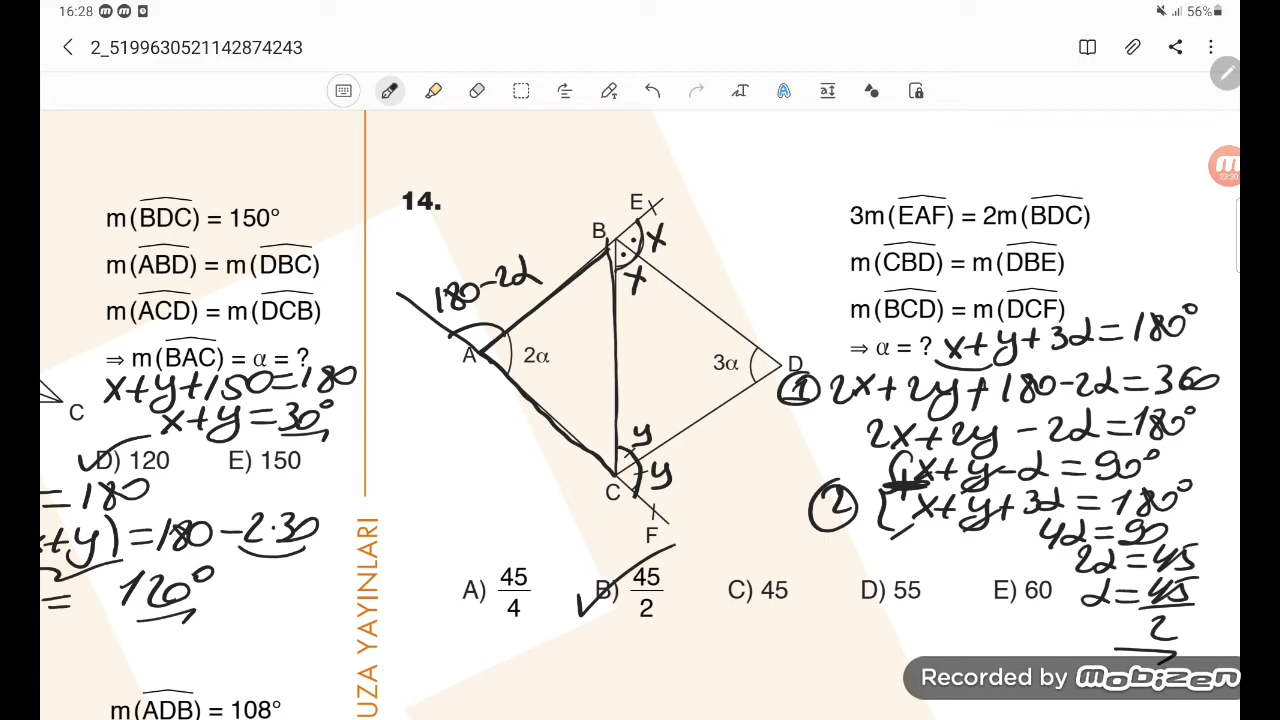 16:28
56%
2_5199630521142874243
m(BDC) = 150°
m(ABD) = m(DBC)
m(ACD) = m(DCB)
⇒ m(BAC) = α = ?
x+y+150=180
x+y=30°
C
D) 120 E) 150
=180
+y)=180-2·30
= 120°
m(ADB) = 108°
UZA YAYINLARI
14.
E
B
x
x
180-2α
A
2α
3α
D
y
y
C
F
3m(EAF) = 2m(BDC)
m(CBD) = m(DBE)
m(BCD) = m(DCF)
⇒ α = ? x+y+3α=180°
1 2x+2y+180-2α=360
2x+2y-2α=180°
x+y-α=90°
2 x+y+3α=180°
4α=90
2α=45
α=45/2
A) 45/4 B) 45/2 C) 45 D) 55 E) 60
23:30
Recorded by mobizen